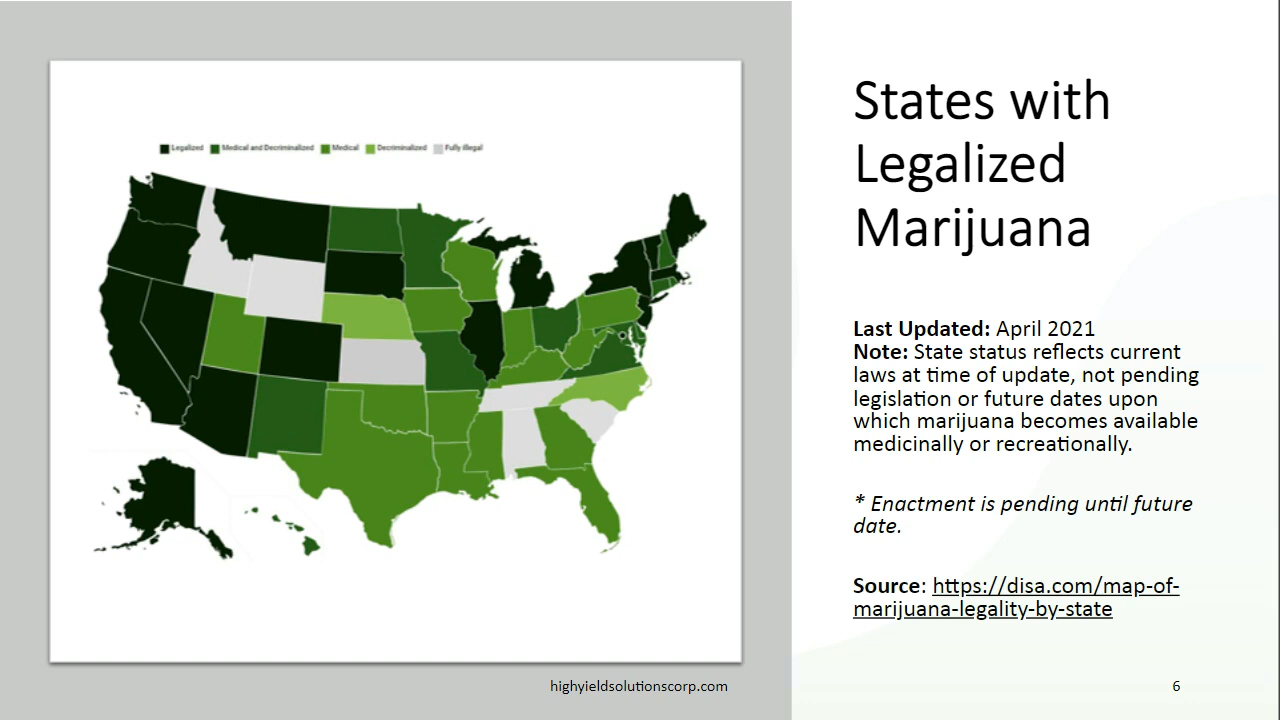 Legalized Medical and Decriminalized Medical Decriminalized Fully illegal
States with
Legalized
Marijuana
Last Updated: April 2021
Note: State status reflects current
laws at time of update, not pending
legislation or future dates upon
which marijuana becomes available
medicinally or recreationally.
* Enactment is pending until future
date.
Source: https://disa.com/map-of-
marijuana-legality-by-state
highyieldsolutionscorp.com
6